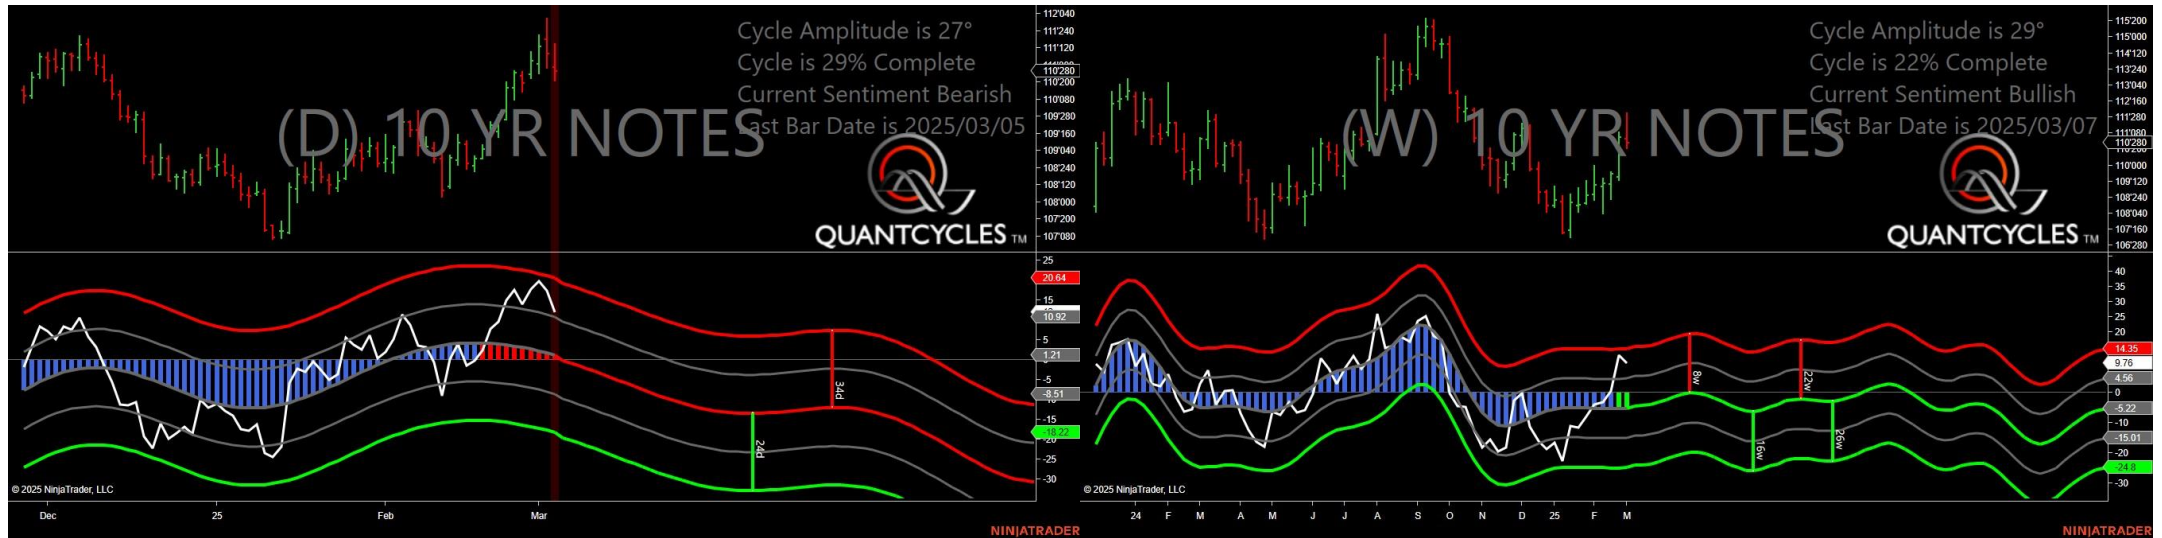 Cycle Amplitude is 27°
Cycle is 29% Complete
Current Sentiment Bearish
Last Bar Date is 2025/03/05
(D) 10 YR NOTES
QUANTCYCLES TM
112'040
111'240
111'120
110'280
110'200
110'080
109'280
109'160
109'040
108'240
108'120
108'000
107'200
107'080
25
20.64
15
10.92
5
1.21
-5
-8.51
-15
-18.22
-25
-30
34d
24d
© 2025 NinjaTrader, LLC
Dec
25
Feb
Mar
NINJATRADER
Cycle Amplitude is 29°
Cycle is 22% Complete
Current Sentiment Bullish
Last Bar Date is 2025/03/07
(W) 10 YR NOTES
QUANTCYCLES TM
115'200
115'000
114'120
113'240
113'040
112'160
111'280
111'080
110'280
110'000
109'120
108'240
108'040
107'160
106'280
40
35
30
25
20
14.35
9.76
4.56
0
-5.22
-10
-15.01
-20
-24.8
-30
8w
22w
16w
26w
© 2025 NinjaTrader, LLC
24
F
M
A
M
J
J
A
S
O
N
D
25
F
M
NINJATRADER